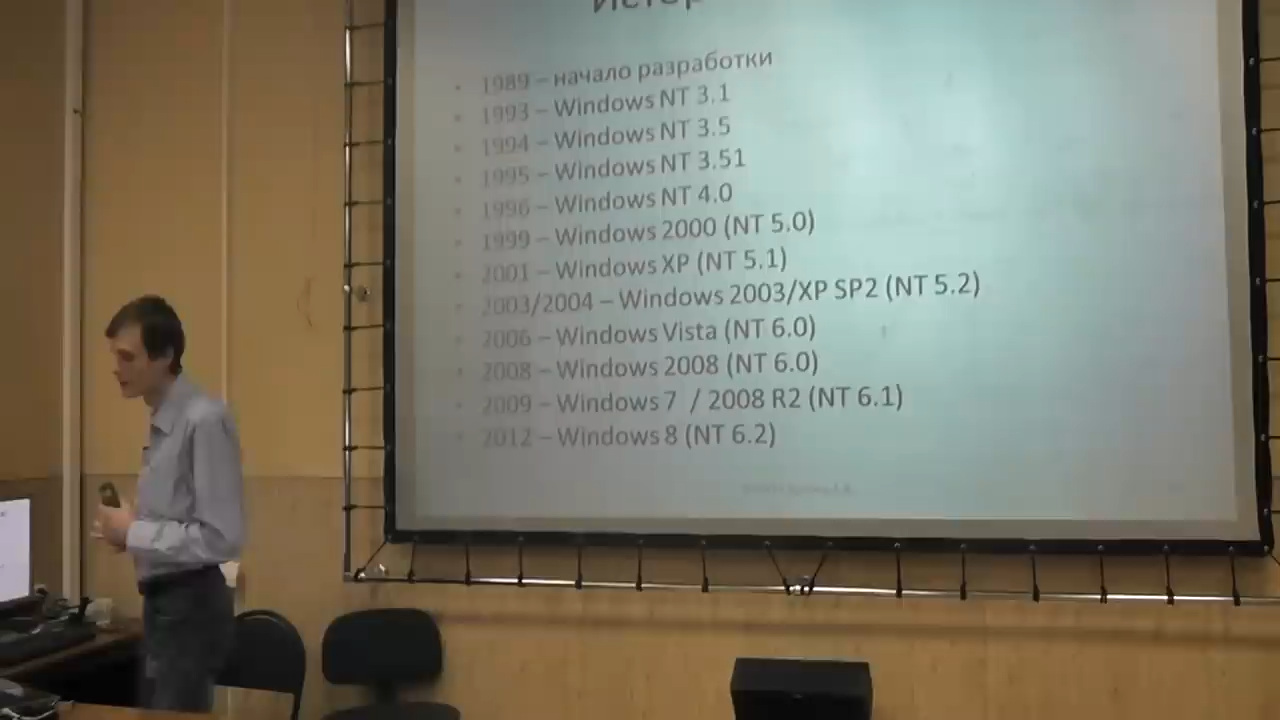 • 1989 – начало разработки
• 1993 – Windows NT 3.1
• 1994 – Windows NT 3.5
• 1995 – Windows NT 3.51
• 1996 – Windows NT 4.0
• 1999 – Windows 2000 (NT 5.0)
• 2001 – Windows XP (NT 5.1)
• 2003/2004 – Windows 2003/XP SP2 (NT 5.2)
• 2006 – Windows Vista (NT 6.0)
• 2008 – Windows 2008 (NT 6.0)
• 2009 – Windows 7 / 2008 R2 (NT 6.1)
• 2012 – Windows 8 (NT 6.2)